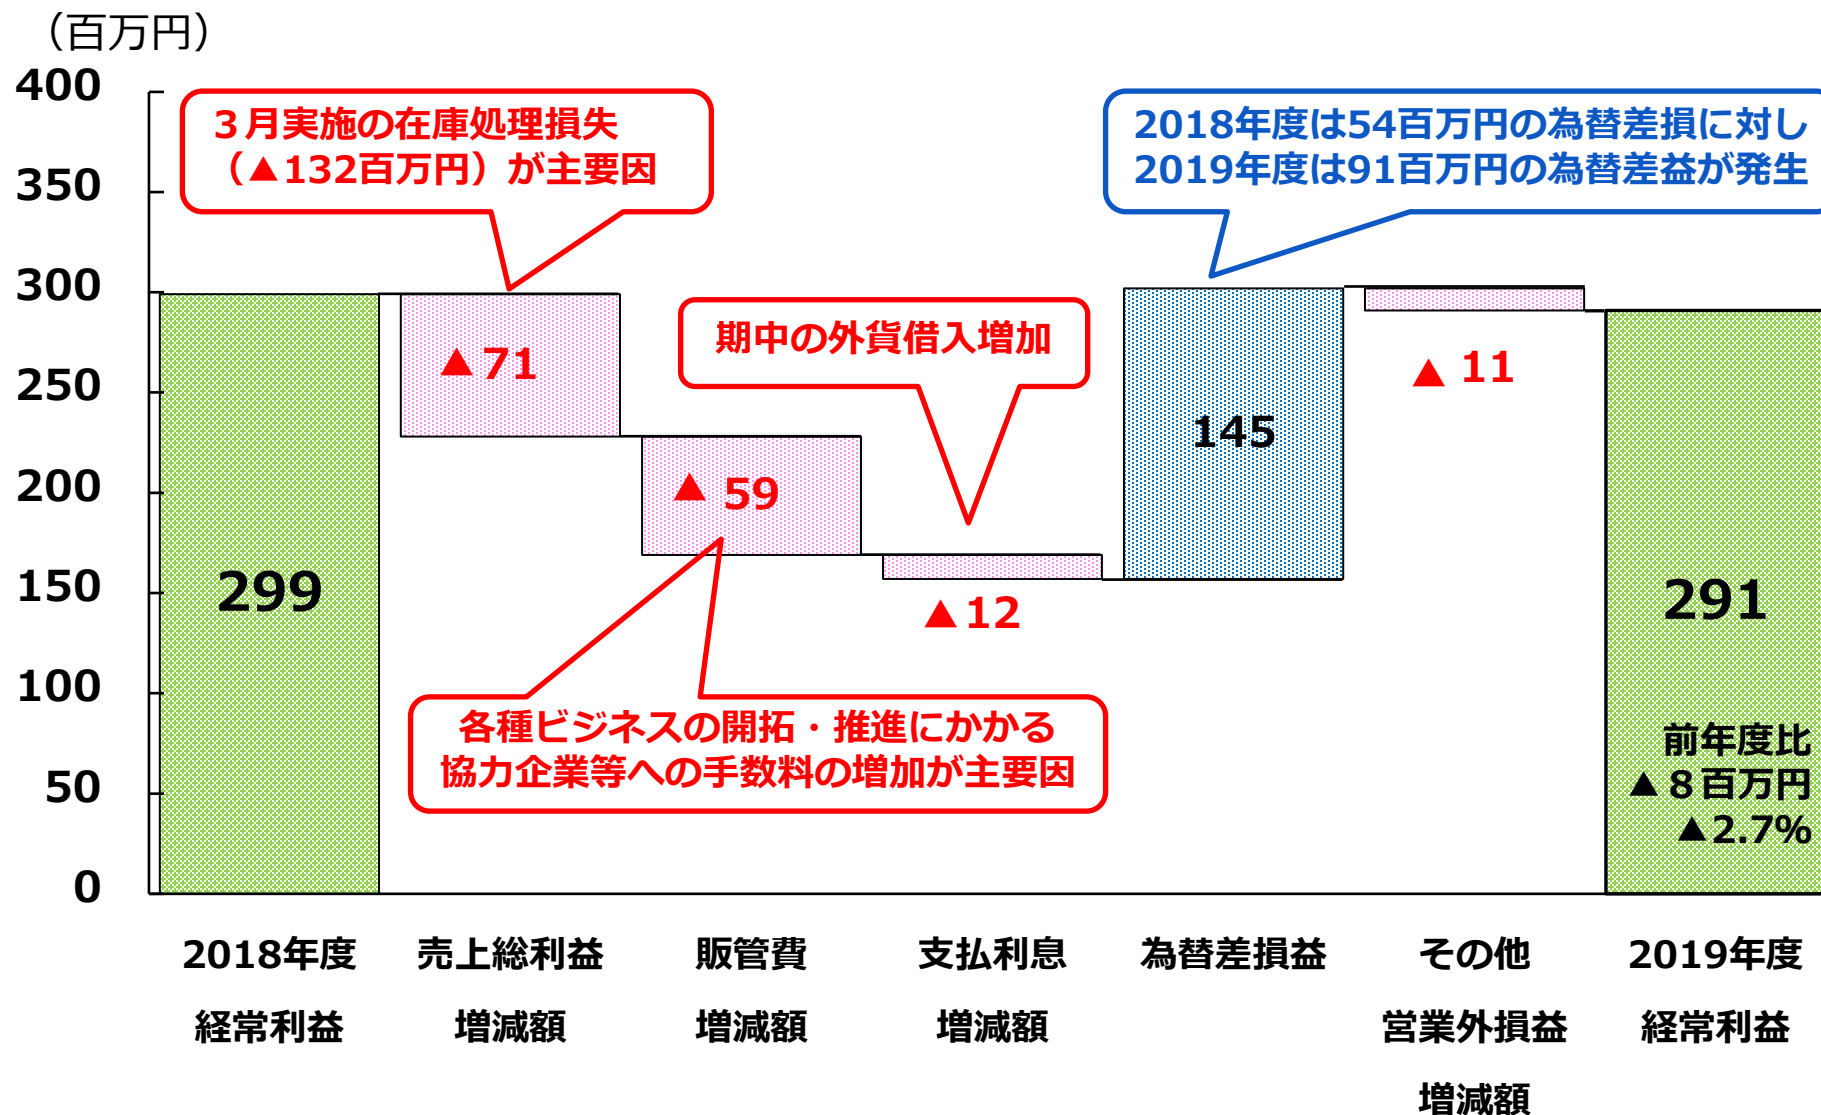 （百万円）
400
350
300
250
200
150
100
50
0
３月実施の在庫処理損失
（▲132百万円）が主要因
2018年度は54百万円の為替差損に対し
2019年度は91百万円の為替差益が発生
期中の外貨借入増加
各種ビジネスの開拓・推進にかかる
協力企業等への手数料の増加が主要因
299
▲71
▲ 59
▲12
145
▲ 11
291
前年度比
▲８百万円
▲2.7%
2018年度
経常利益
売上総利益
増減額
販管費
増減額
支払利息
増減額
為替差損益
その他
営業外損益
増減額
2019年度
経常利益